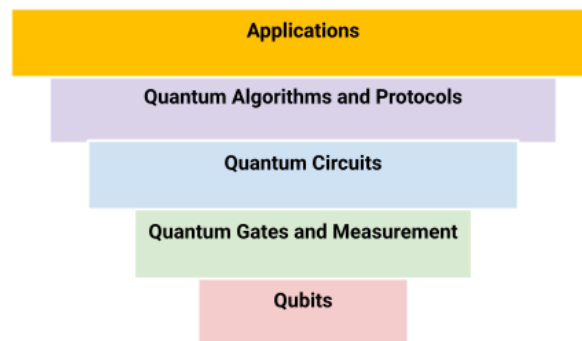 Applications
Quantum Algorithms and Protocols
Quantum Circuits
Quantum Gates and Measurement
Qubits